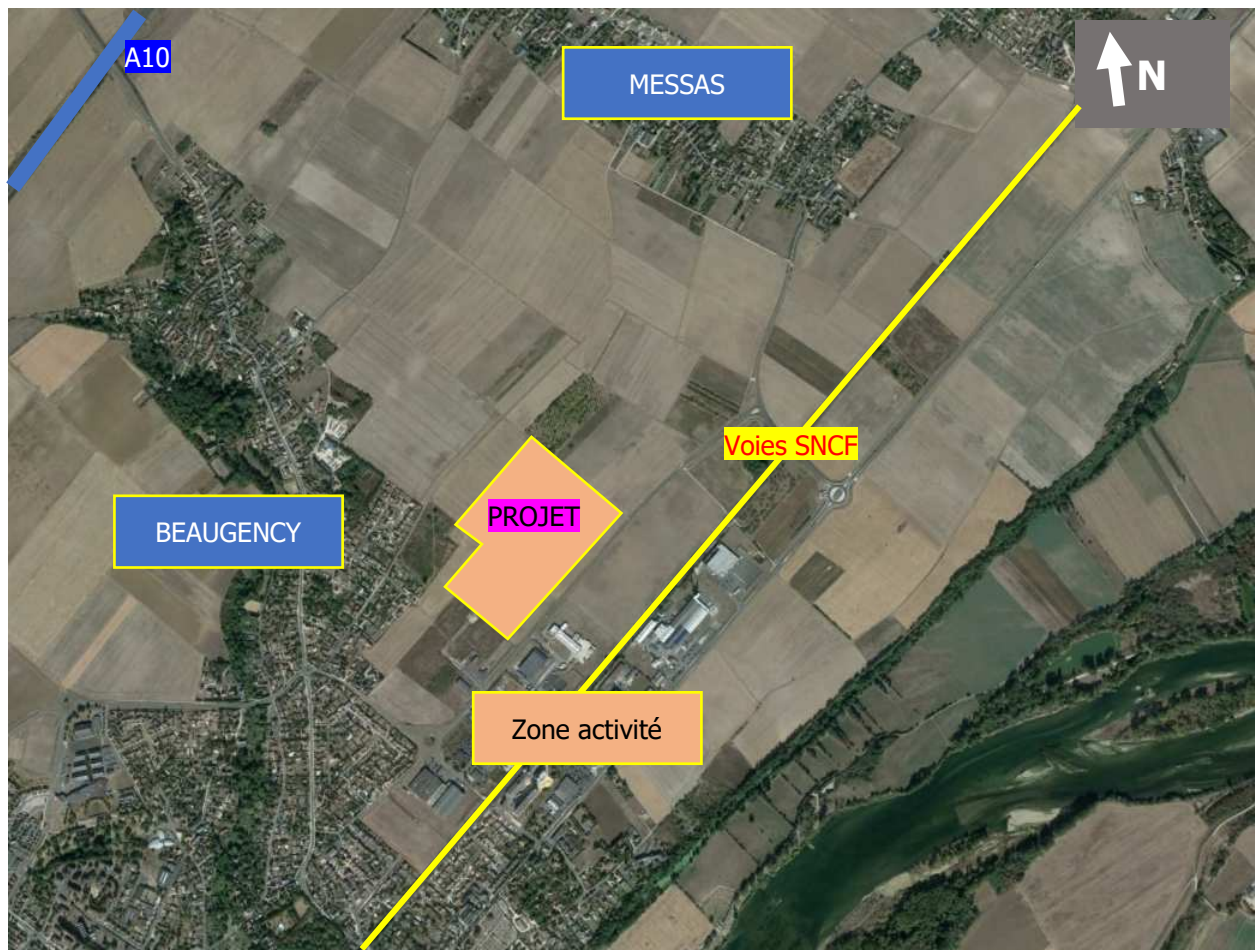 A10
MESSAS
N
Voies SNCF
PROJET
BEAUGENCY
Zone activité